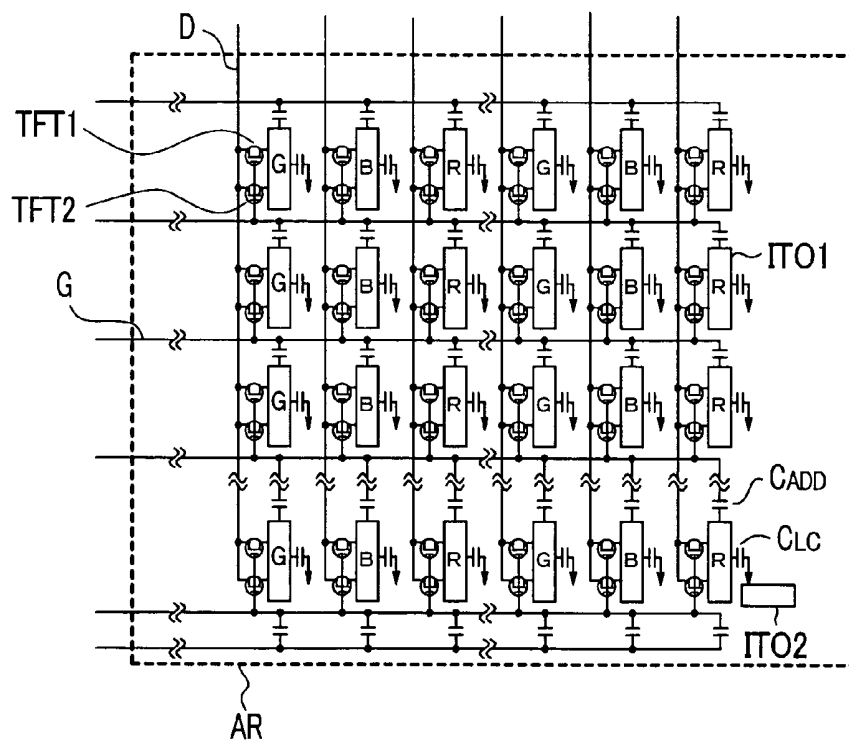 D
TFT1
G B R G B R
TFT2
ITO1
G B R G B R
G
G B R G B R
CADD
G B R G B R
CLC
ITO2
AR